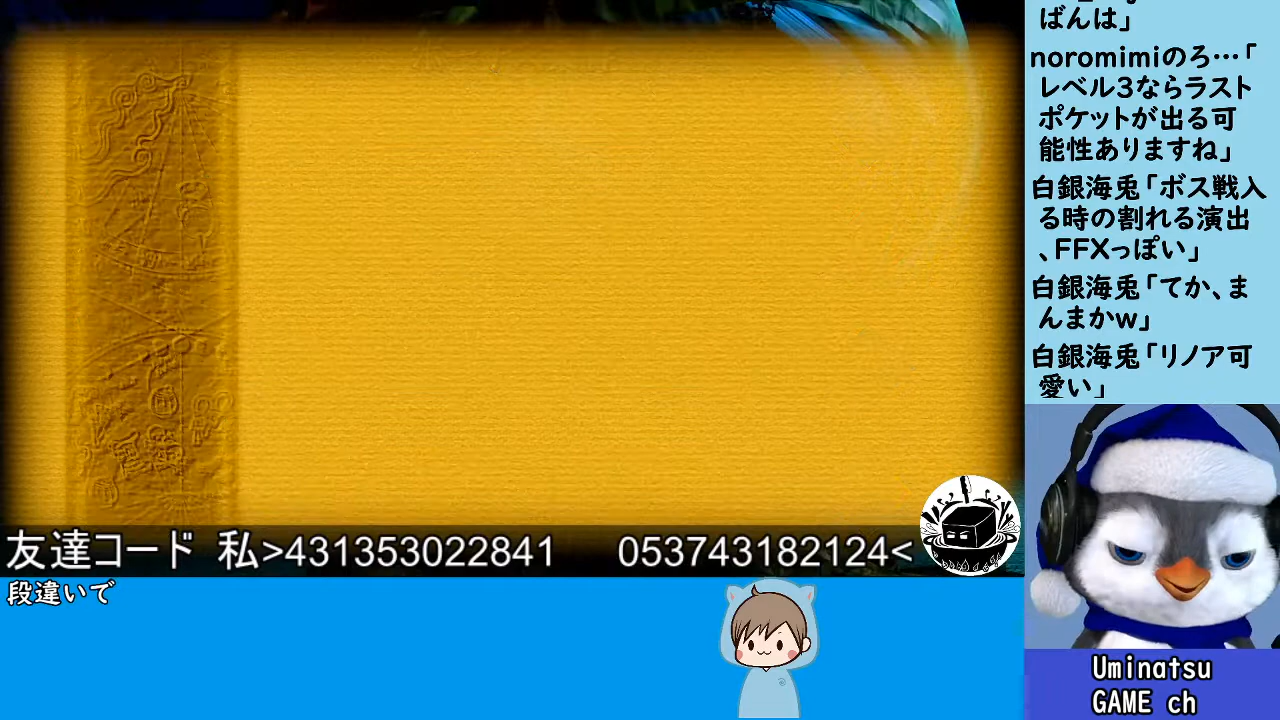 ばんは」
noromimiのろ…「
レベル3ならラスト
ポケットが出る可
能性ありますね」
白銀海兎「ボス戦入
る時の割れる演出
、FFXっぽい」
白銀海兎「てか、ま
んまかw」
白銀海兎「リノア可
愛い」
友達コード 私>431353022841 053743182124<
段違いで
Uminatsu
GAME ch